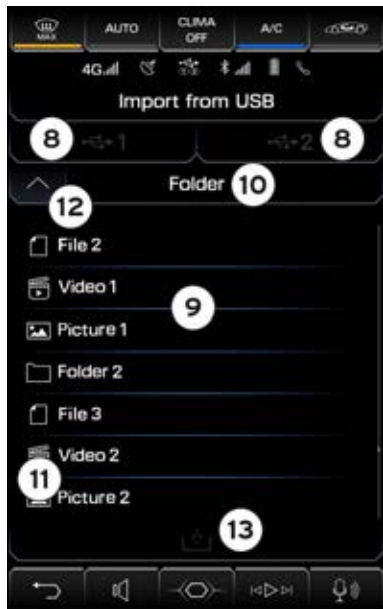 MAX
AUTO
CLIMA
OFF
A/C
4G
Import from USB
8
1
2
8
Folder
10
12
File 2
Video 1
9
Picture 1
Folder 2
File 3
Video 2
11
Picture 2
13